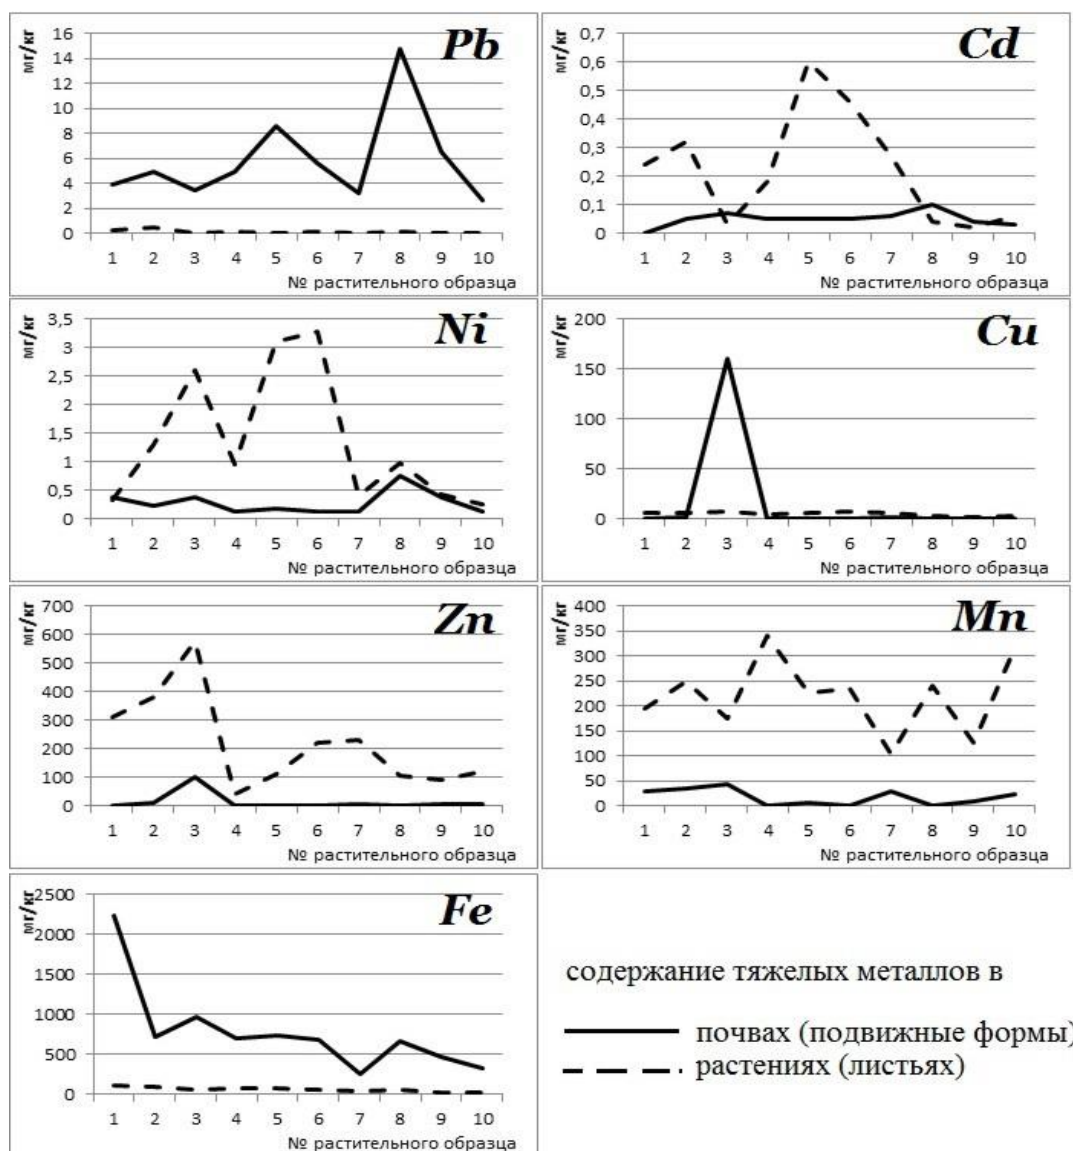 Pb
мг/кг
16
14
12
10
8
6
4
2
0
1 2 3 4 5 6 7 8 9 10
№ растительного образца
Cd
мг/кг
0,7
0,6
0,5
0,4
0,3
0,2
0,1
0
1 2 3 4 5 6 7 8 9 10
№ растительного образца
Ni
мг/кг
3,5
3
2,5
2
1,5
1
0,5
0
1 2 3 4 5 6 7 8 9 10
№ растительного образца
Cu
мг/кг
200
150
100
50
0
1 2 3 4 5 6 7 8 9 10
№ растительного образца
Zn
мг/кг
700
600
500
400
300
200
100
0
1 2 3 4 5 6 7 8 9 10
№ растительного образца
Mn
мг/кг
400
350
300
250
200
150
100
50
0
1 2 3 4 5 6 7 8 9 10
№ растительного образца
Fe
мг/кг
2500
2000
1500
1000
500
0
1 2 3 4 5 6 7 8 9 10
№ растительного образца
содержание тяжелых металлов в
почвах (подвижные формы)
растениях (листьях)